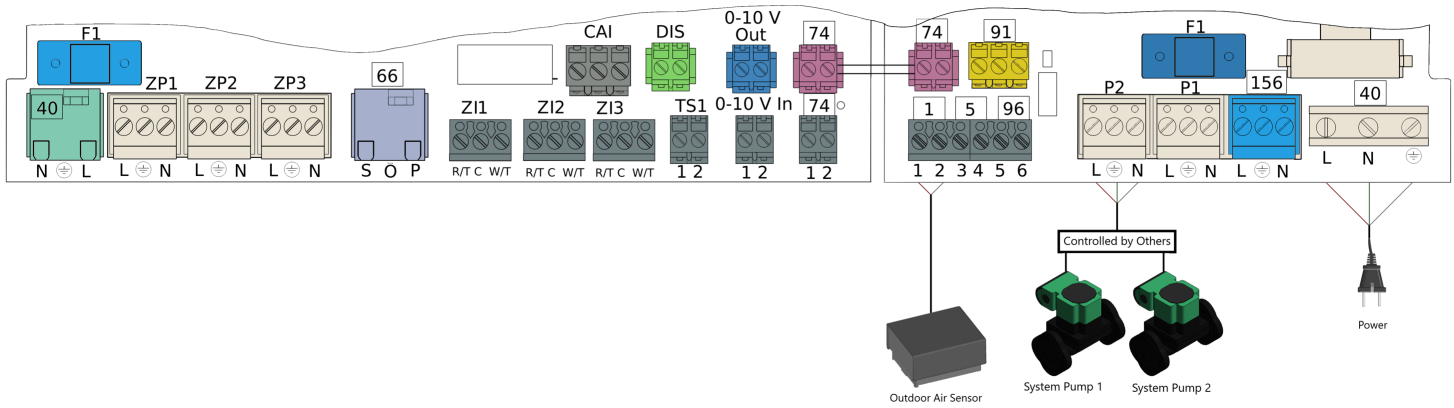 F1
ZP1 ZP2 ZP3
40
N L L N L N L N
66
S O P
CAI DIS
0-10 V
Out
74
ZI1 ZI2 ZI3 TS1 0-10 V In 74
R/T C W/T R/T C W/T R/T C W/T 1 2 1 2 1 2
74 91
1 5 96
1 2 3 4 5 6
F1
P2 P1 156 40
L N L N L N L N
Controlled by Others
Outdoor Air Sensor
System Pump 1 System Pump 2
Power